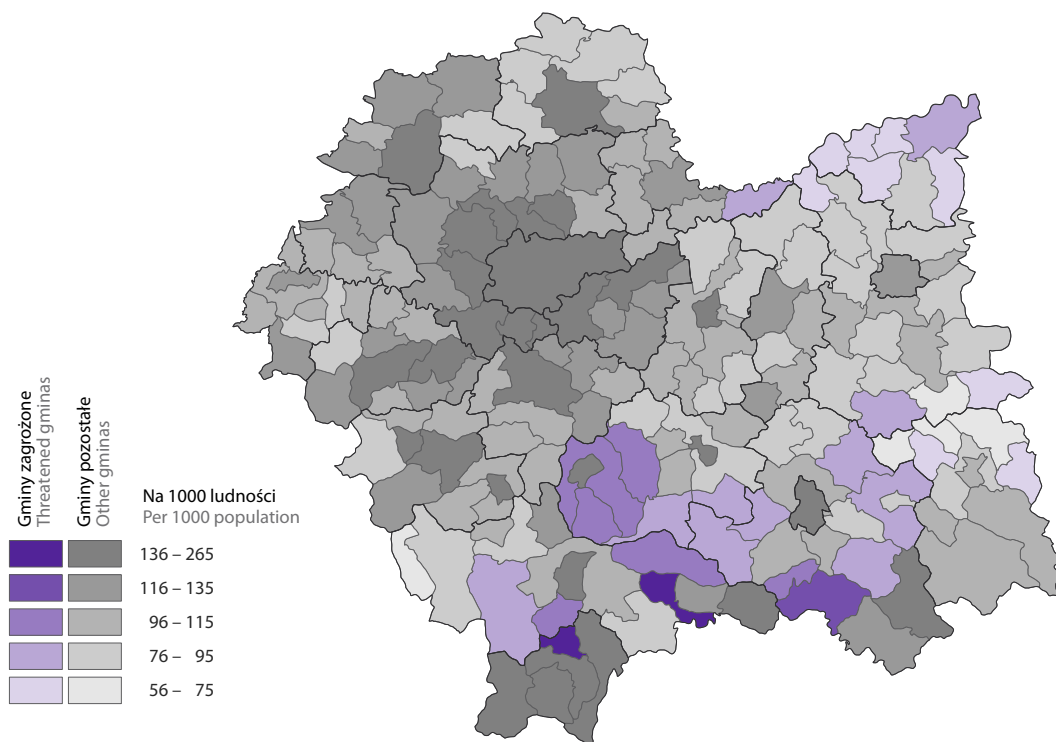 Gminy zagrożone
Threatened gminas
Gminy pozostałe
Other gminas
Na 1000 ludności
Per 1000 population
136 – 265
116 – 135
96 – 115
76 – 95
56 – 75